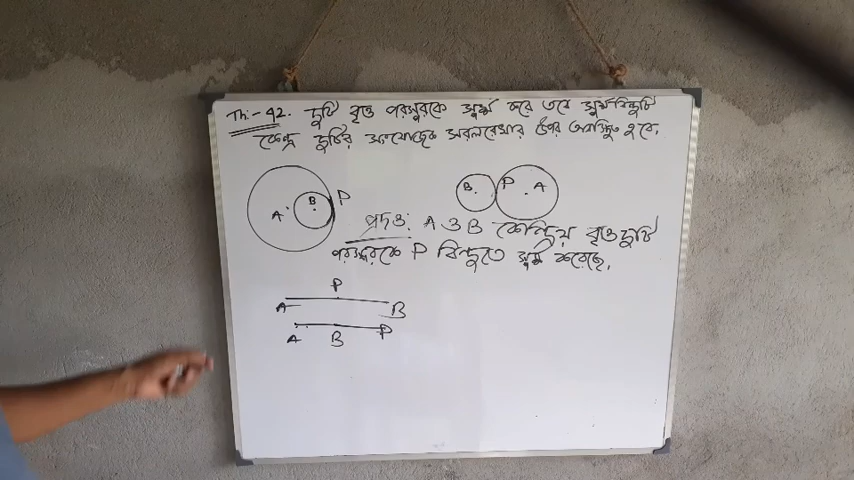 Th:- 42. দুটি বৃত্ত পরস্পরকে স্পর্শ করে তবে স্পর্শবিন্দুটি
কেন্দ্র দুটির সংযোজক সরলরেখার উপর অবস্থিত হবে.
A B P
B P A
প্রদত্ত: A ও B কেন্দ্রিয় বৃত্তদুটি
পরস্পরকে P বিন্দুতে স্পর্শ করেছে.
P
A B
A B P